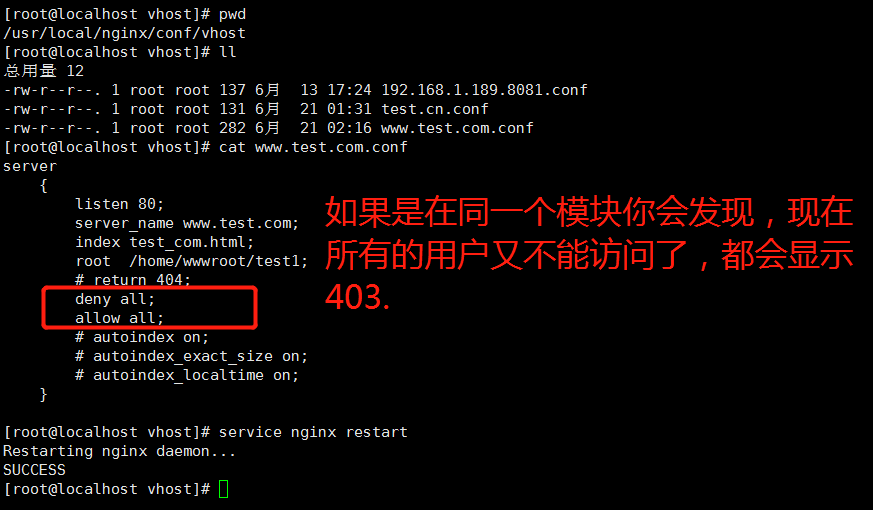 [root@localhost vhost]# pwd
/usr/local/nginx/conf/vhost
[root@localhost vhost]# ll
总用量 12
-rw-r--r--. 1 root root 137 6月  13 17:24 192.168.1.189.8081.conf
-rw-r--r--. 1 root root 131 6月  21 01:31 test.cn.conf
-rw-r--r--. 1 root root 282 6月  21 02:16 www.test.com.conf
[root@localhost vhost]# cat www.test.com.conf
server
    {
        listen 80;
        server_name www.test.com;
        index test_com.html;
        root  /home/wwwroot/test1;
        # return 404;
        deny all;
        allow all;
        # autoindex on;
        # autoindex_exact_size on;
        # autoindex_localtime on;
    }
如果是在同一个模块你会发现，现在
所有的用户又不能访问了，都会显示
403.
[root@localhost vhost]# service nginx restart
Restarting nginx daemon...
SUCCESS
[root@localhost vhost]#